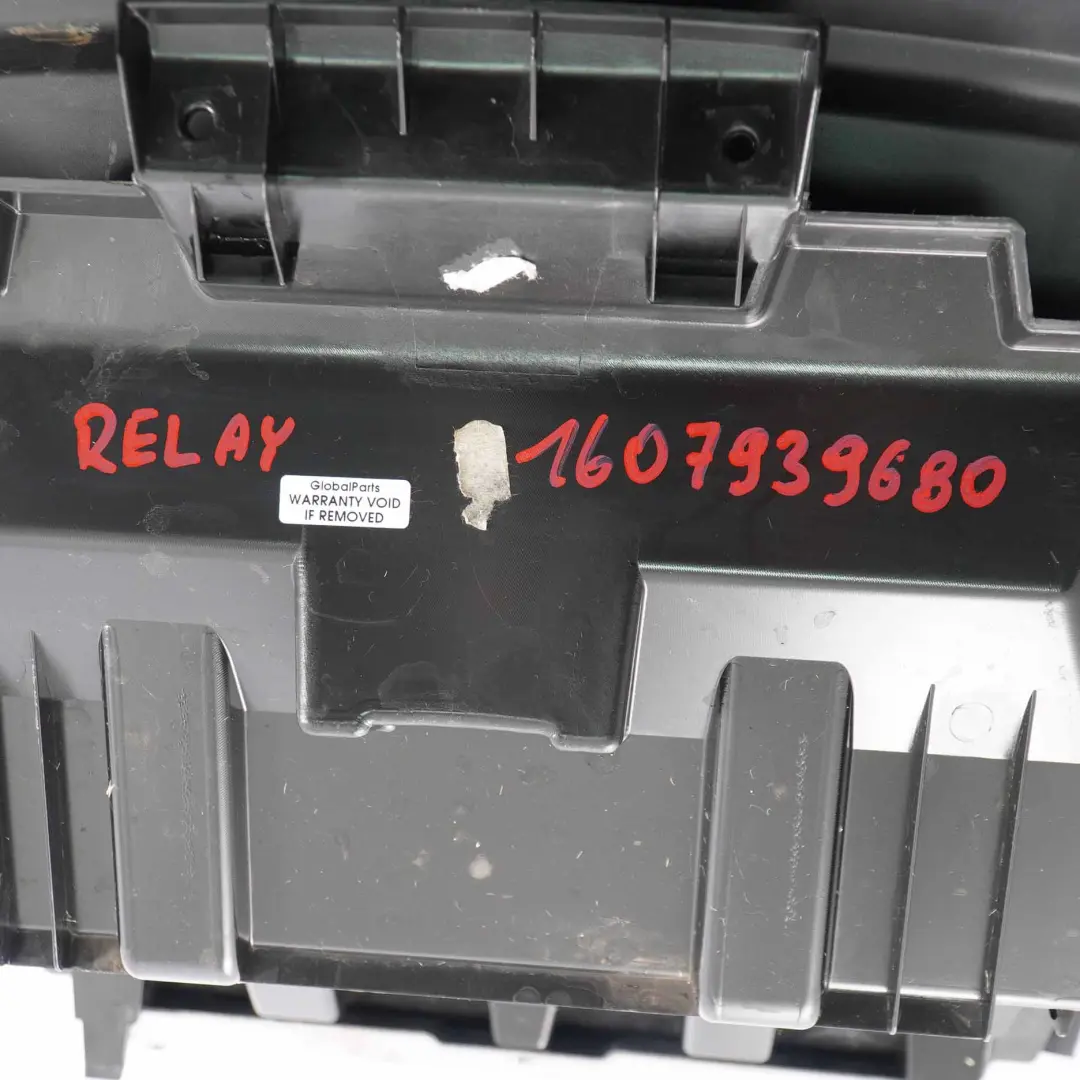 RELAY 1607939680
GlobalParts
WARRANTY VOID
IF REMOVED